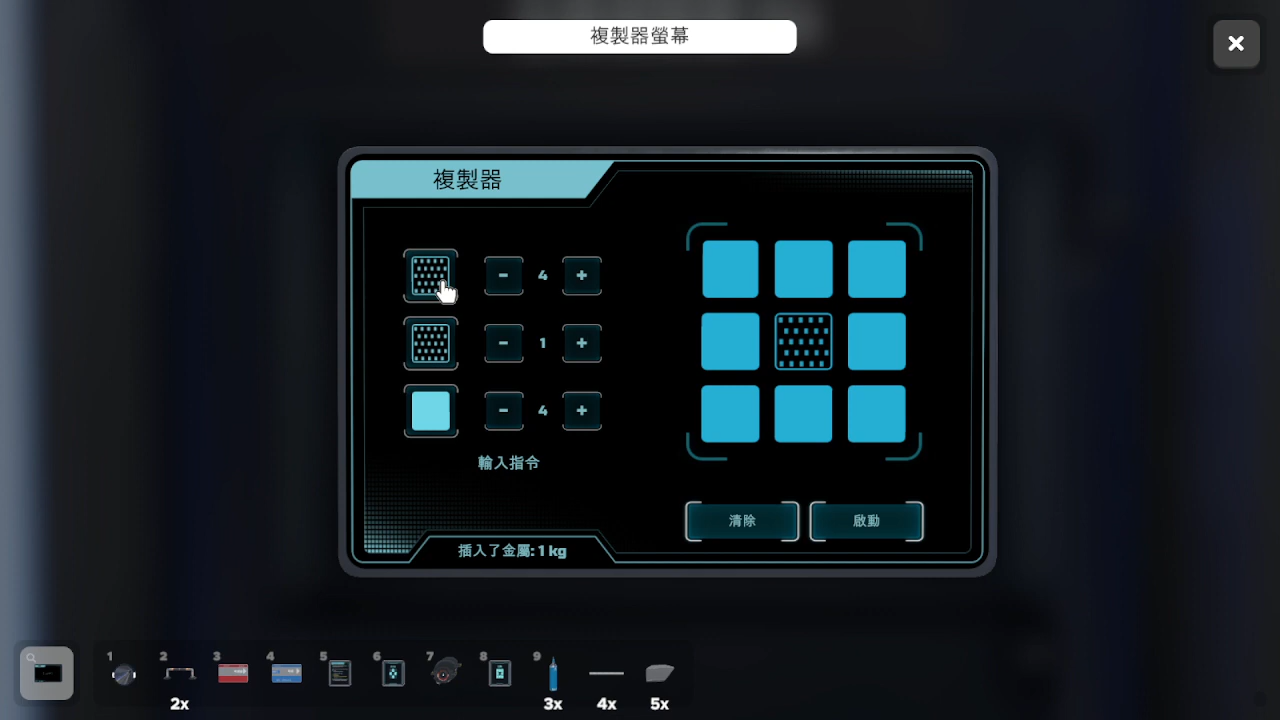 複製器螢幕
複製器
- 4 +
- 1 +
- 4 +
輸入指令
清除
啟動
插入了金屬: 1 kg
1 2 3 4 5 6 7 8 9
2x 3x 4x 5x